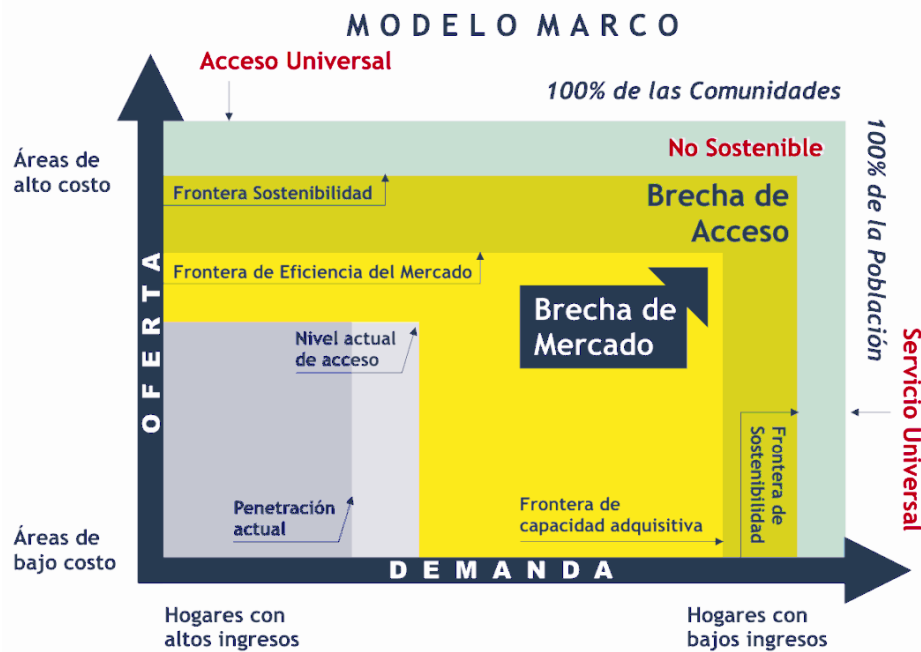 MODELO MARCO
Acceso Universal
100% de las Comunidades
100% de la Población
No Sostenible
Áreas de
alto costo
Frontera Sostenibilidad
Brecha de
Acceso
Frontera de Eficiencia del Mercado
Brecha de
Mercado
Nivel actual
de acceso
OFERTA
Servicio Universal
Frontera de
Sostenibilidad
Penetración
actual
Frontera de
capacidad adquisitiva
Áreas de
bajo costo
DEMANDA
Hogares con
altos ingresos
Hogares con
bajos ingresos